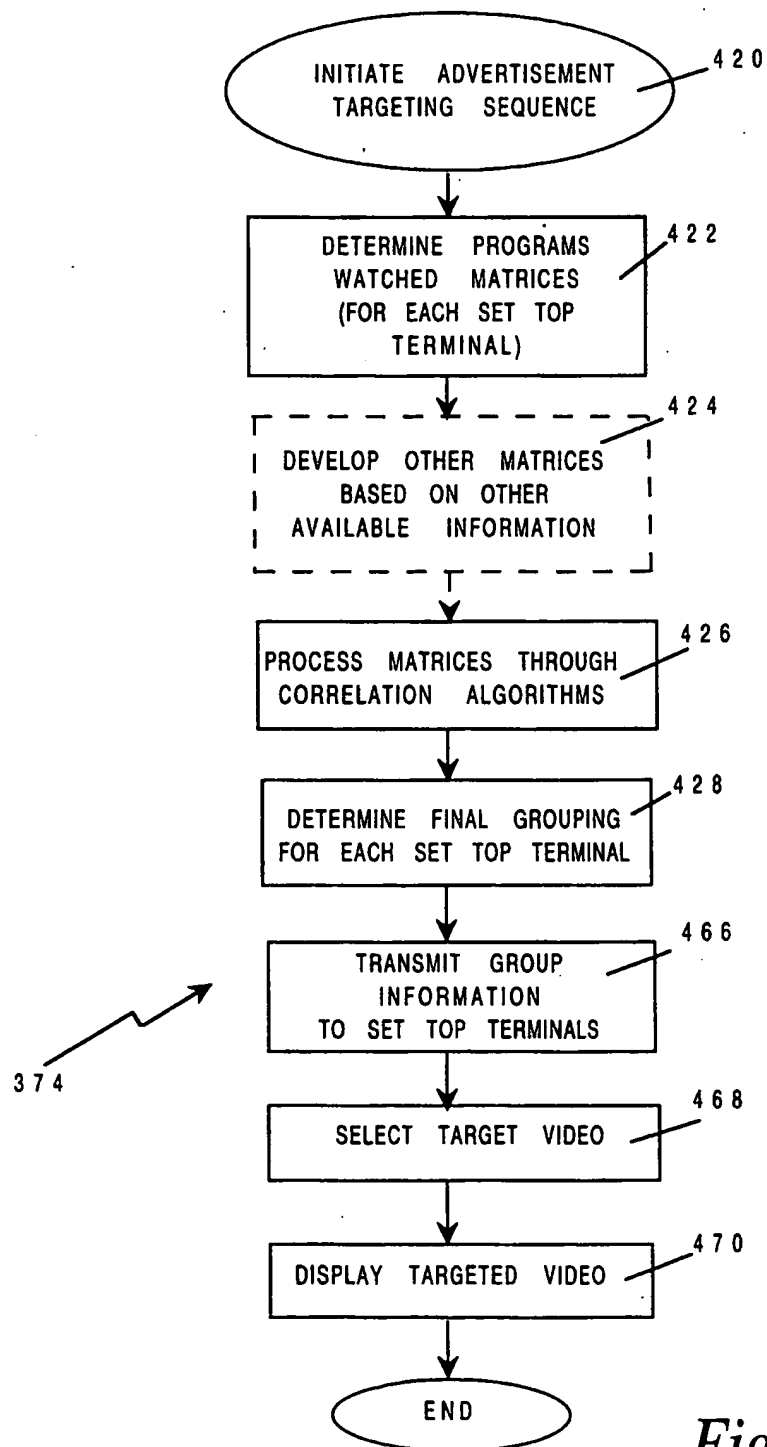 INITIATE ADVERTISEMENT
TARGETING SEQUENCE
420
DETERMINE PROGRAMS
WATCHED MATRICES
(FOR EACH SET TOP
TERMINAL)
422
DEVELOP OTHER MATRICES
BASED ON OTHER
AVAILABLE INFORMATION
424
PROCESS MATRICES THROUGH
CORRELATION ALGORITHMS
426
DETERMINE FINAL GROUPING
FOR EACH SET TOP TERMINAL
428
TRANSMIT GROUP
INFORMATION
TO SET TOP TERMINALS
466
374
SELECT TARGET VIDEO
468
DISPLAY TARGETED VIDEO
470
END